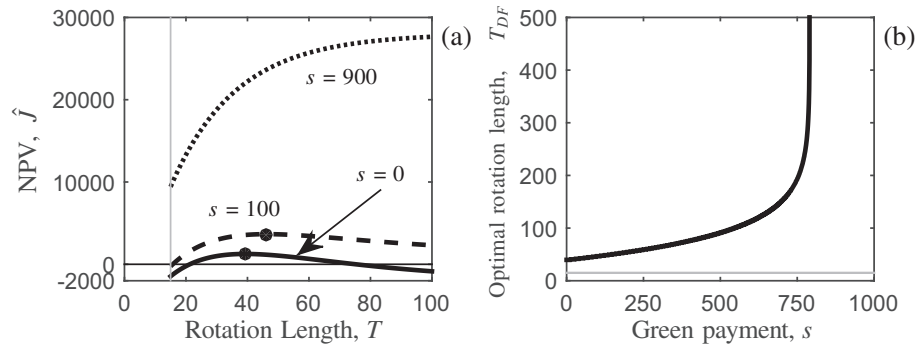 30000
20000
10000
0
-2000
NPV, Ĵ
0
20
40
60
80
100
Rotation Length, T
(a)
s = 900
s = 0
s = 100
500
400
300
200
100
0
Optimal rotation length, T_DF
0
250
500
750
1000
Green payment, s
(b)